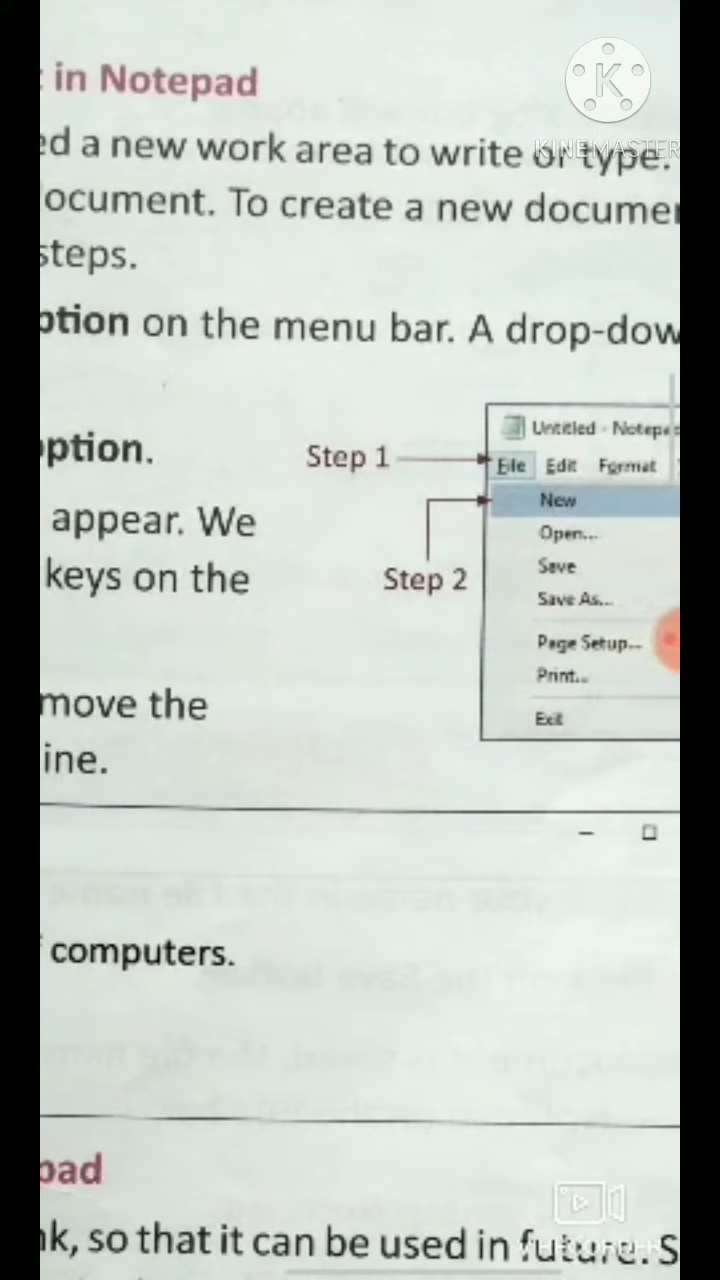 in Notepad
K
KINEMASTER
ed a new work area to write or type.
ocument. To create a new documen
steps.
ption on the menu bar. A drop-dow
ption.
Step 1
Untitled - Notepad
File Edit Format
New
appear. We
Open...
Save
keys on the
Step 2
Save As...
Page Setup...
Print...
move the
Exit
ine.
computers.
pad
nk, so that it can be used in future. S